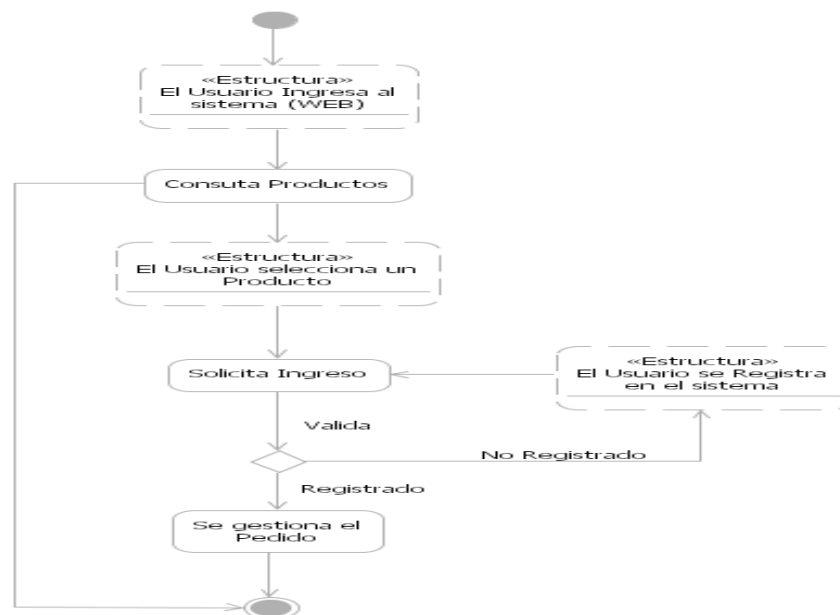 «Estructura»
El Usuario Ingresa al
sistema (WEB)
Consuta Productos
«Estructura»
El Usuario selecciona un
Producto
Solicita Ingreso
«Estructura»
El Usuario se Registra
en el sistema
Valida
No Registrado
Registrado
Se gestiona el
Pedido